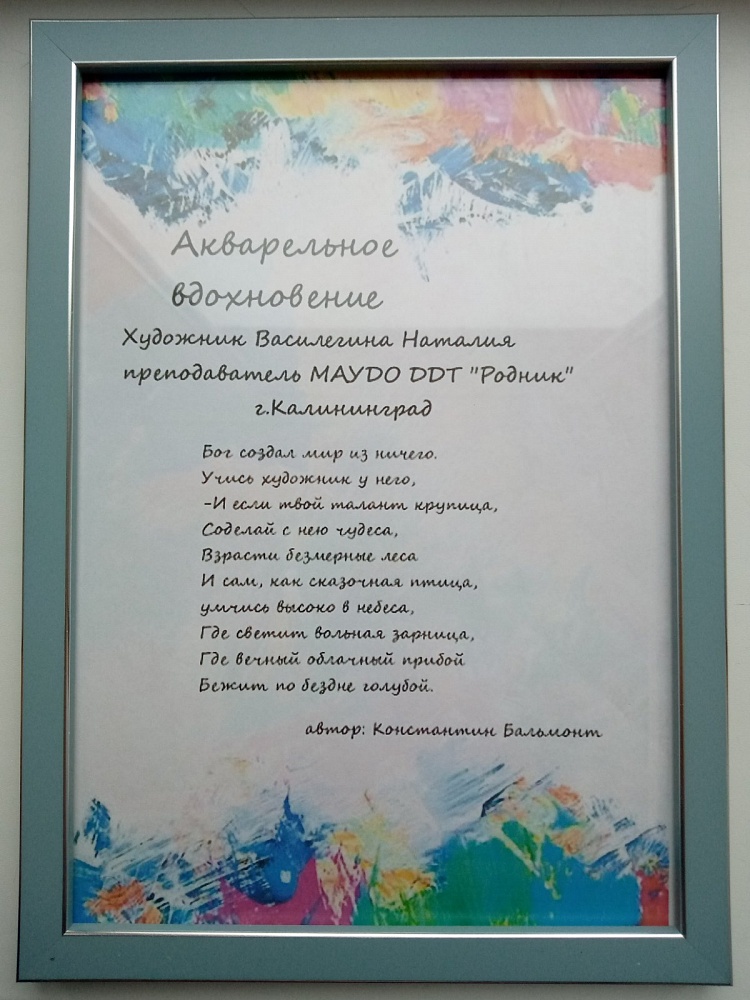 Акварельное
вдохновение
Художник Василегина Наталия
преподаватель МАУDO DDT "Родник"
г.Калининград
Бог создал мир из ничего.
Учись художник у него,
-И если твой талант крупица,
Соделай с нею чудеса,
Взрасти безмерные леса
И сам, как сказочная птица,
умчись высоко в небеса,
Где светит вольная зарница,
Где вечный облачный прибой
Бежит по бездне голубой.
автор: Константин Бальмонт